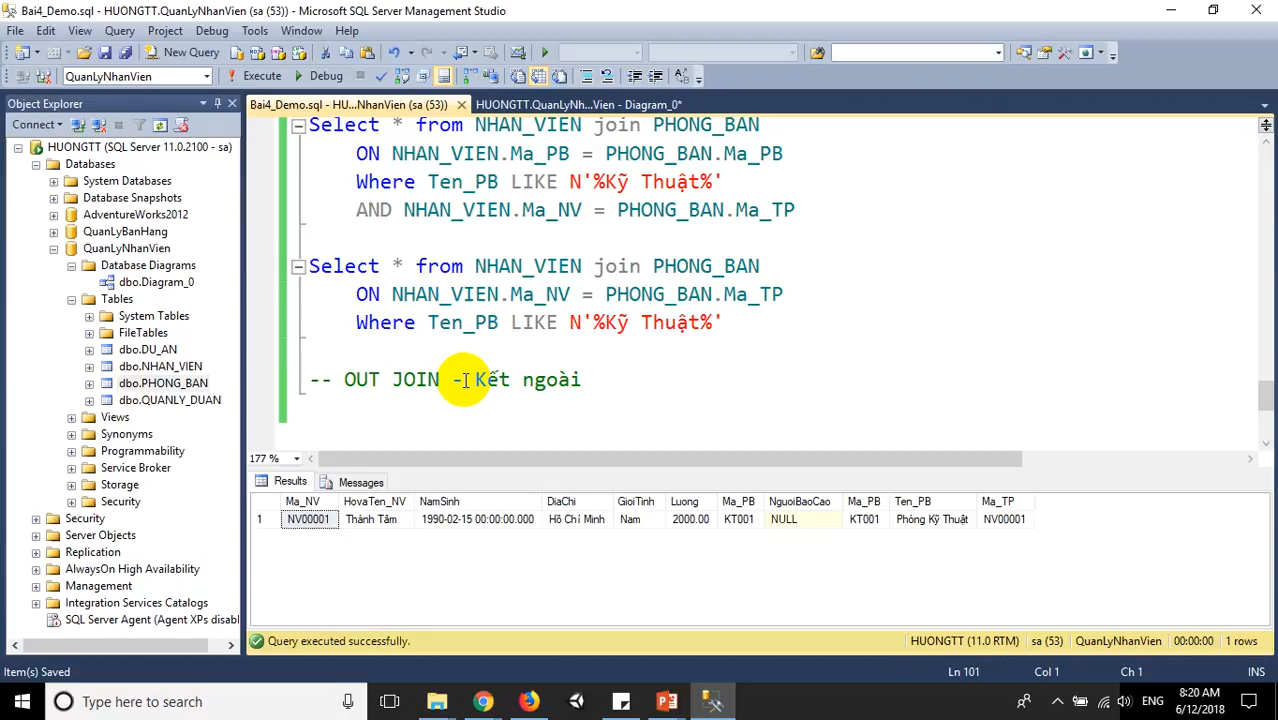 Bai4_Demo.sql - HUONGTT.QuanLyNhanVien (sa (53)) - Microsoft SQL Server Management Studio
File Edit View Query Project Debug Tools Window Help
New Query
QuanLyNhanVien Execute Debug
Object Explorer
Connect
HUONGTT (SQL Server 11.0.2100 - sa)
Databases
System Databases
Database Snapshots
AdventureWorks2012
QuanLyBanHang
QuanLyNhanVien
Database Diagrams
dbo.Diagram_0
Tables
System Tables
FileTables
dbo.DU_AN
dbo.NHAN_VIEN
dbo.PHONG_BAN
dbo.QUANLY_DUAN
Views
Synonyms
Programmability
Service Broker
Storage
Security
Security
Server Objects
Replication
AlwaysOn High Availability
Management
Integration Services Catalogs
SQL Server Agent (Agent XPs disabl
Bai4_Demo.sql - HU...NhanVien (sa (53)) HUONGTT.QuanLyNh...Vien - Diagram_0*
Select * from NHAN_VIEN join PHONG_BAN
ON NHAN_VIEN.Ma_PB = PHONG_BAN.Ma_PB
Where Ten_PB LIKE N'%Kỹ Thuật%'
AND NHAN_VIEN.Ma_NV = PHONG_BAN.Ma_TP
Select * from NHAN_VIEN join PHONG_BAN
ON NHAN_VIEN.Ma_NV = PHONG_BAN.Ma_TP
Where Ten_PB LIKE N'%Kỹ Thuật%'
-- OUT JOIN - Kết ngoài
177 %
Results Messages
Ma_NV HovaTen_NV NamSinh DiaChi GioiTinh Luong Ma_PB NguoiBaoCao Ma_PB Ten_PB Ma_TP
1 NV00001 Thành Tâm 1990-02-15 00:00:00.000 Hồ Chí Minh Nam 2000.00 KT001 NULL KT001 Phòng Kỹ Thuật NV00001
Query executed successfully. HUONGTT (11.0 RTM) sa (53) QuanLyNhanVien 00:00:00 1 rows
Item(s) Saved Ln 101 Col 1 Ch 1 INS
Type here to search ENG 8:20 AM
6/12/2018